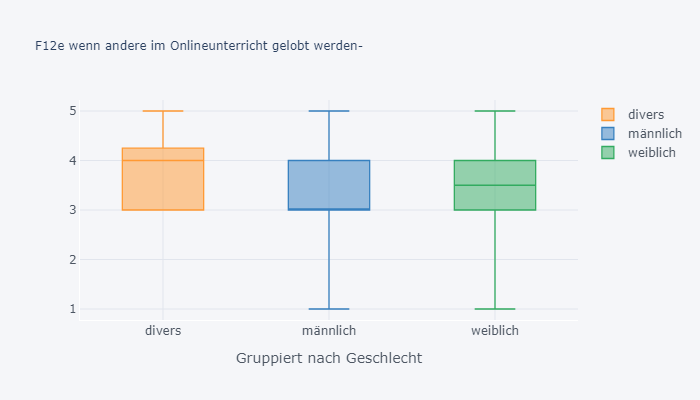 F12e wenn andere im Onlineunterricht gelobt werden-
5
4
3
2
1
divers
männlich
weiblich
Gruppiert nach Geschlecht
divers
männlich
weiblich